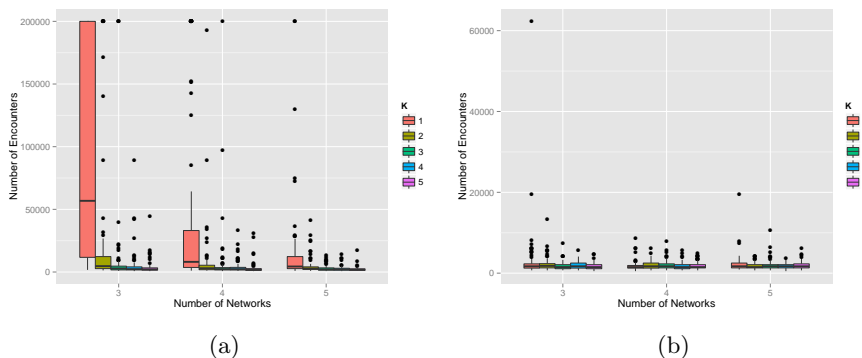 200000
150000
100000
50000
0
Number of Encounters
3
4
5
Number of Networks
K
1
2
3
4
5
(a)
60000
40000
20000
0
Number of Encounters
3
4
5
Number of Networks
K
(b)